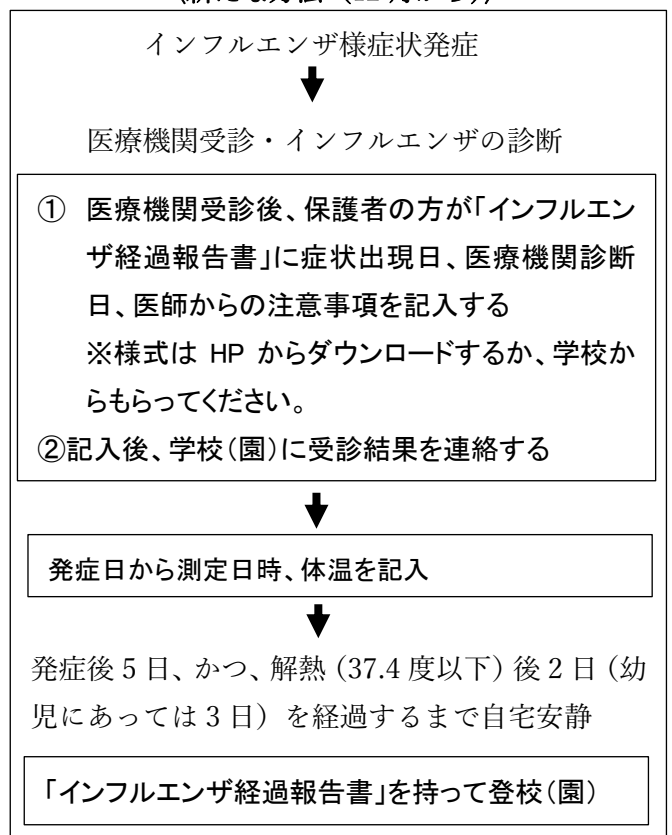 インフルエンザ様症状発症
医療機関受診・インフルエンザの診断
① 医療機関受診後、保護者の方が「インフルエン
ザ経過報告書」に症状出現日、医療機関診断
日、医師からの注意事項を記入する
※様式は HP からダウンロードするか、学校か
らもらってください。
②記入後、学校(園)に受診結果を連絡する
発症日から測定日時、体温を記入
発症後 5 日、かつ、解熱（37.4 度以下）後 2 日（幼
児にあっては 3 日）を経過するまで自宅安静
「インフルエンザ経過報告書」を持って登校(園)